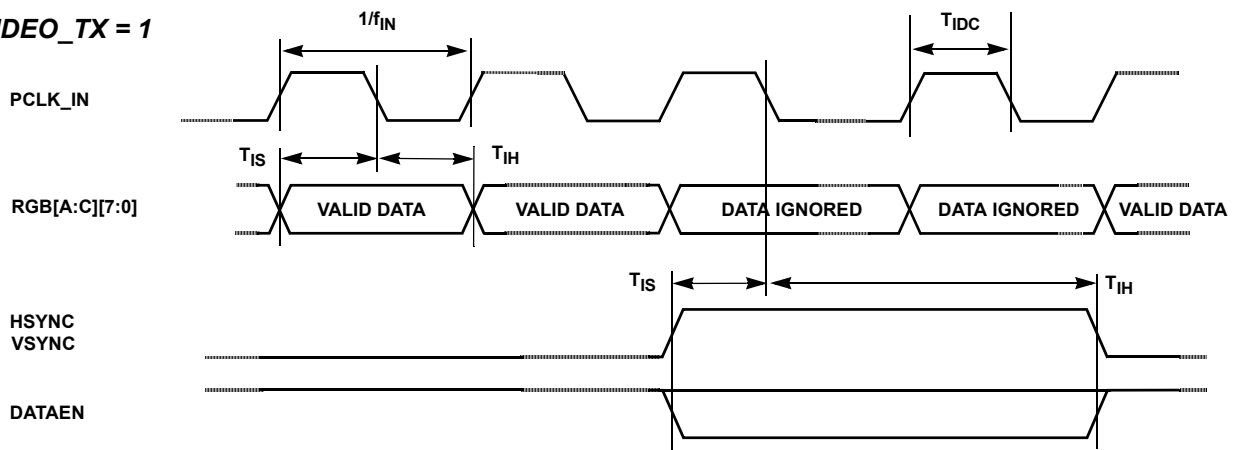 IDEO_TX = 1
1/fIN
TIDC
PCLK_IN
TIS
TIH
RGB[A:C][7:0]
VALID DATA
VALID DATA
DATA IGNORED
DATA IGNORED
VALID DATA
TIS
TIH
HSYNC
VSYNC
DATAEN